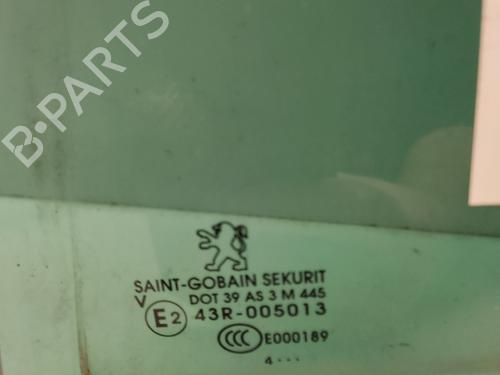 B-PARTS
SAINT-GOBAIN SEKURIT
V DOT 39 AS 3 M 445
E2 43R-005013
CCC E000189
4 ...